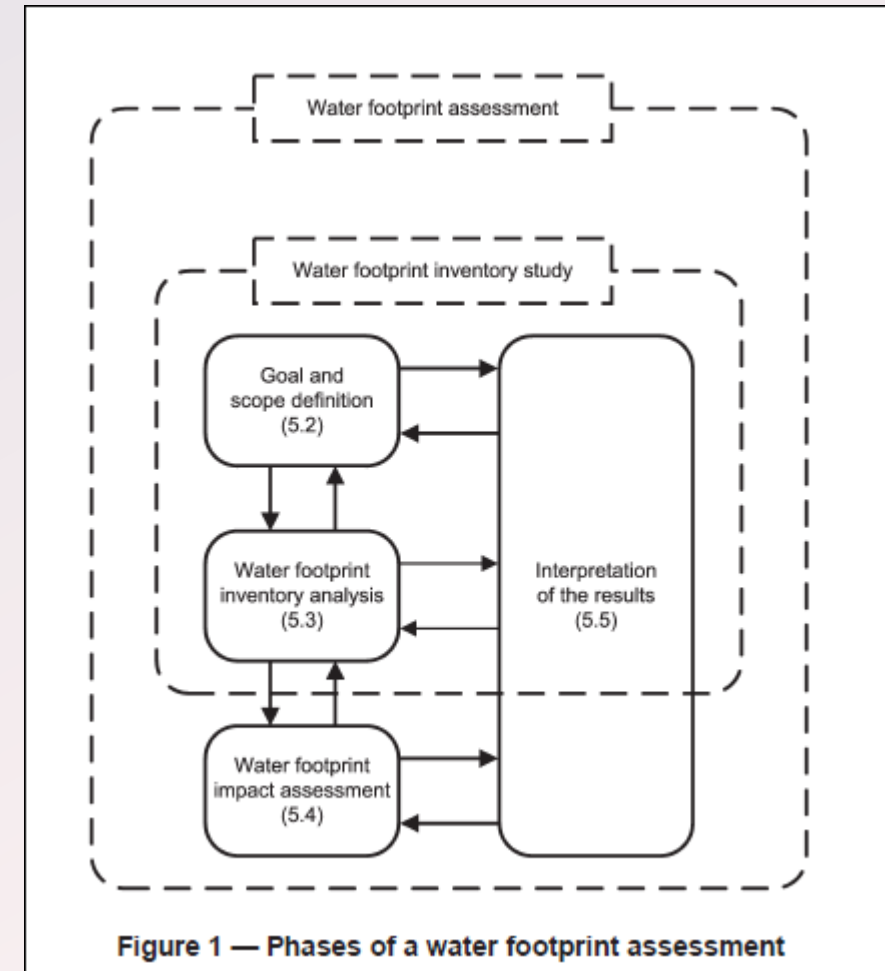 Water footprint assessment
Water footprint inventory study
Goal and
scope definition
(5.2)
Water footprint
inventory analysis
(5.3)
Interpretation
of the results
(5.5)
Water footprint
impact assessment
(5.4)
Figure 1 — Phases of a water footprint assessment